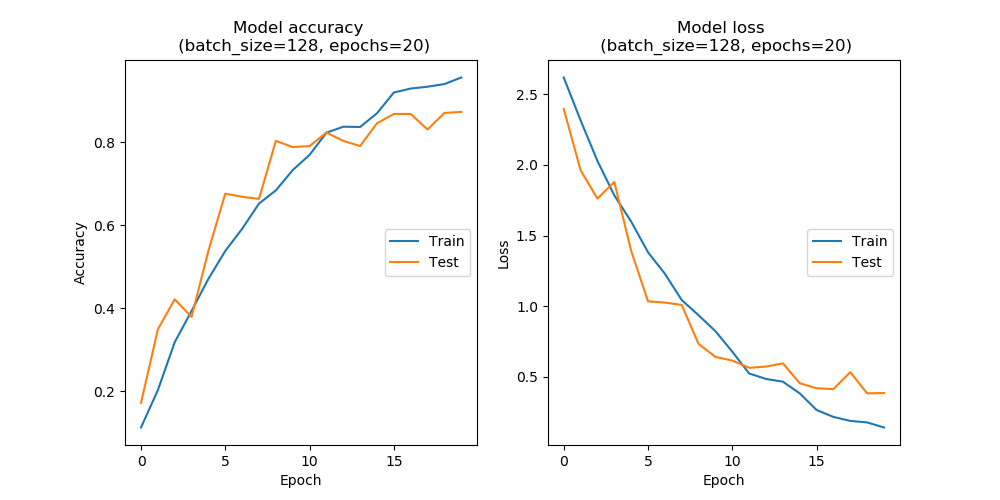 Model accuracy
(batch_size=128, epochs=20)
Accuracy
0.8
0.6
0.4
0.2
Train
Test
0 5 10 15
Epoch
Model loss
(batch_size=128, epochs=20)
Loss
2.5
2.0
1.5
1.0
0.5
Train
Test
0 5 10 15
Epoch